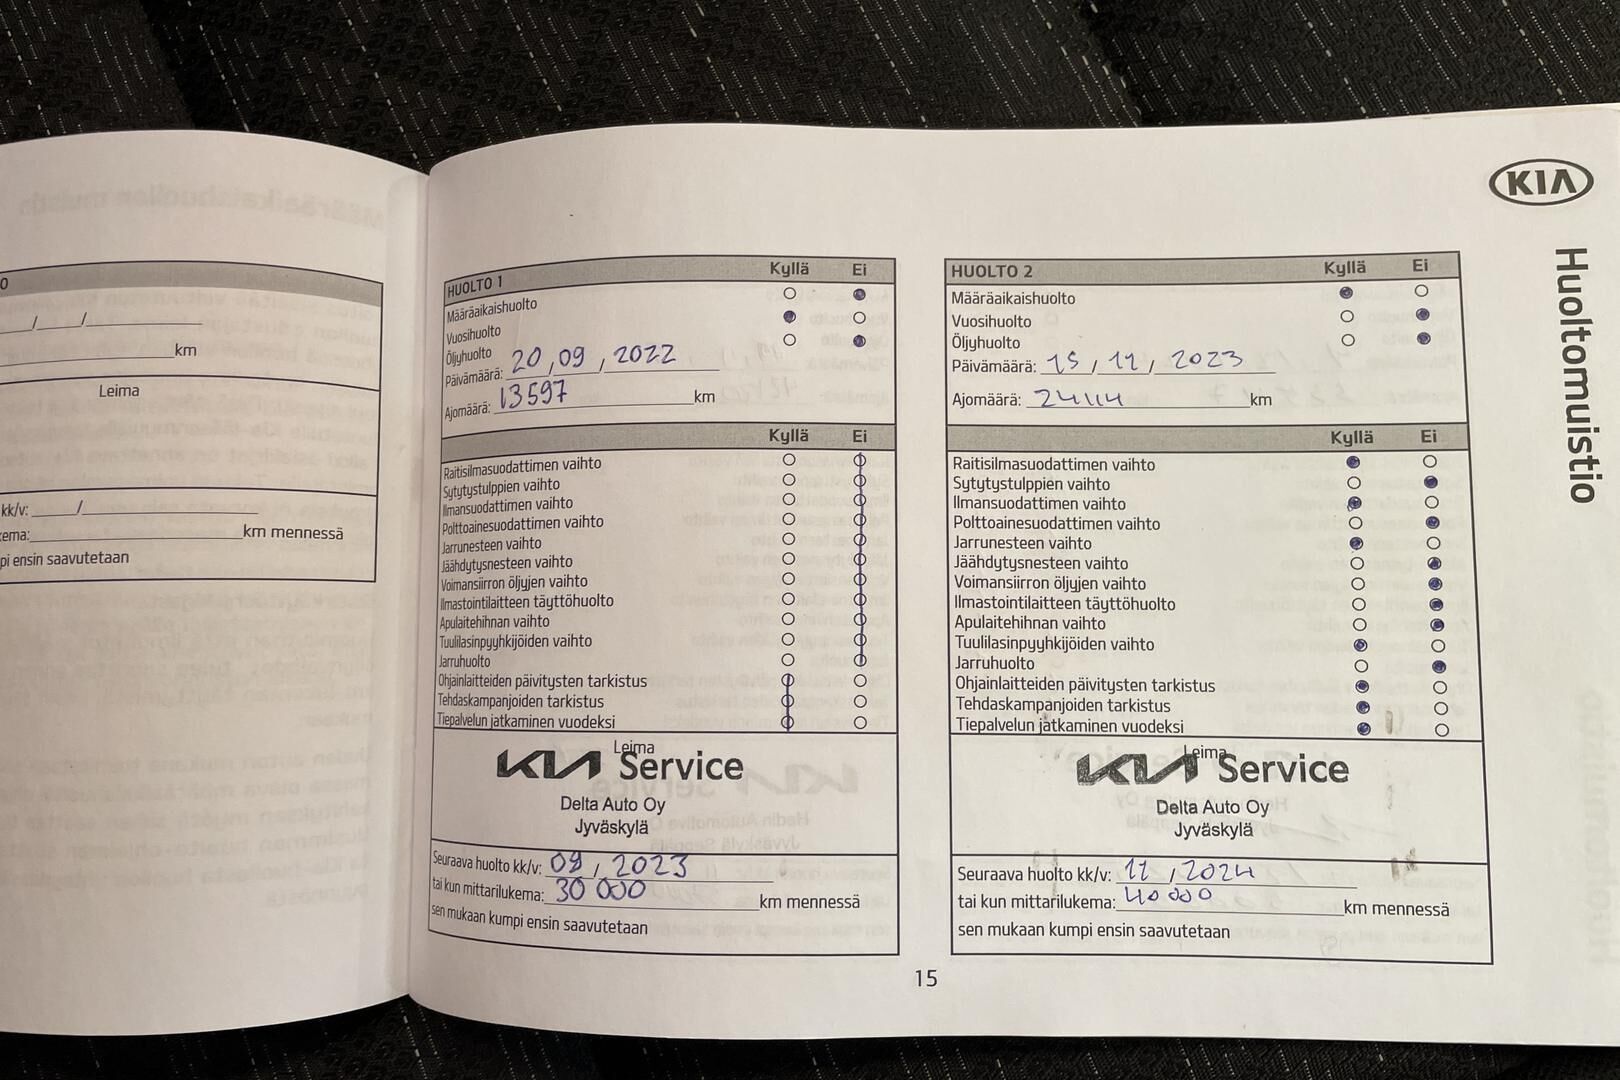 KIA
Huoltomuistio
O
/ /
km
Leima
kk/v: /
km mennessä
pi ensin saavutetaan
HUOLTO 1 Kyllä Ei
Määräaikaishuolto
Vuosihuolto
Öljyhuolto
Päivämäärä: 20, 09, 2022
Ajomäärä: 13597 km
Kyllä Ei
Raitisilmasuodattimen vaihto
Sytytystulppien vaihto
Ilmansuodattimen vaihto
Polttoainesuodattimen vaihto
Jarrunesteen vaihto
Jäähdytysnesteen vaihto
Voimansiirron öljyjen vaihto
Ilmastointilaitteen täyttöhuolto
Apulaitehihnan vaihto
Tuulilasinpyyhkijöiden vaihto
Jarruhuolto
Ohjainlaitteiden päivitysten tarkistus
Tehdaskampanjoiden tarkistus
Tiepalvelun jatkaminen vuodeksi
Leima
KIA Service
Delta Auto Oy
Jyväskylä
Seuraava huolto kk/v: 09 / 2023
tai kun mittarilukema: 30 000 km mennessä
sen mukaan kumpi ensin saavutetaan
HUOLTO 2 Kyllä Ei
Määräaikaishuolto
Vuosihuolto
Öljyhuolto
Päivämäärä: 15 / 11 / 2023
Ajomäärä: 24114 km
Kyllä Ei
Raitisilmasuodattimen vaihto
Sytytystulppien vaihto
Ilmansuodattimen vaihto
Polttoainesuodattimen vaihto
Jarrunesteen vaihto
Jäähdytysnesteen vaihto
Voimansiirron öljyjen vaihto
Ilmastointilaitteen täyttöhuolto
Apulaitehihnan vaihto
Tuulilasinpyyhkijöiden vaihto
Jarruhuolto
Ohjainlaitteiden päivitysten tarkistus
Tehdaskampanjoiden tarkistus
Tiepalvelun jatkaminen vuodeksi
Leima
KIA Service
Delta Auto Oy
Jyväskylä
Seuraava huolto kk/v: 11 / 2024
tai kun mittarilukema: 40000 km mennessä
sen mukaan kumpi ensin saavutetaan
15